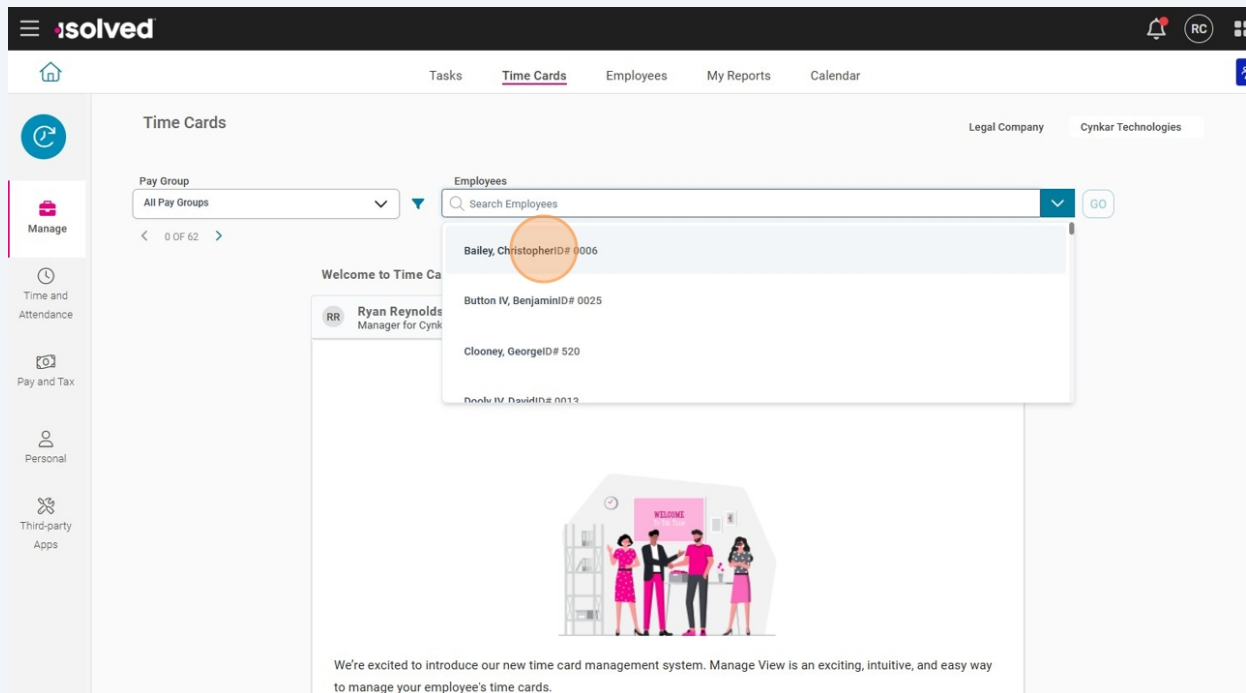 isolved
RC
Tasks Time Cards Employees My Reports Calendar
Time Cards
Legal Company Cynkar Technologies
Pay Group
Employees
All Pay Groups
Search Employees
GO
Manage
0 OF 62
Bailey, ChristopherID# 0006
Time and
Attendance
Welcome to Time Ca
Button IV, BenjaminID# 0025
RR
Ryan Reynolds
Manager for Cynk
Clooney, GeorgeID# 520
Pay and Tax
Dooly IV, DavidID# 0013
Personal
Third-party
Apps
WELCOME
We're excited to introduce our new time card management system. Manage View is an exciting, intuitive, and easy way
to manage your employee's time cards.